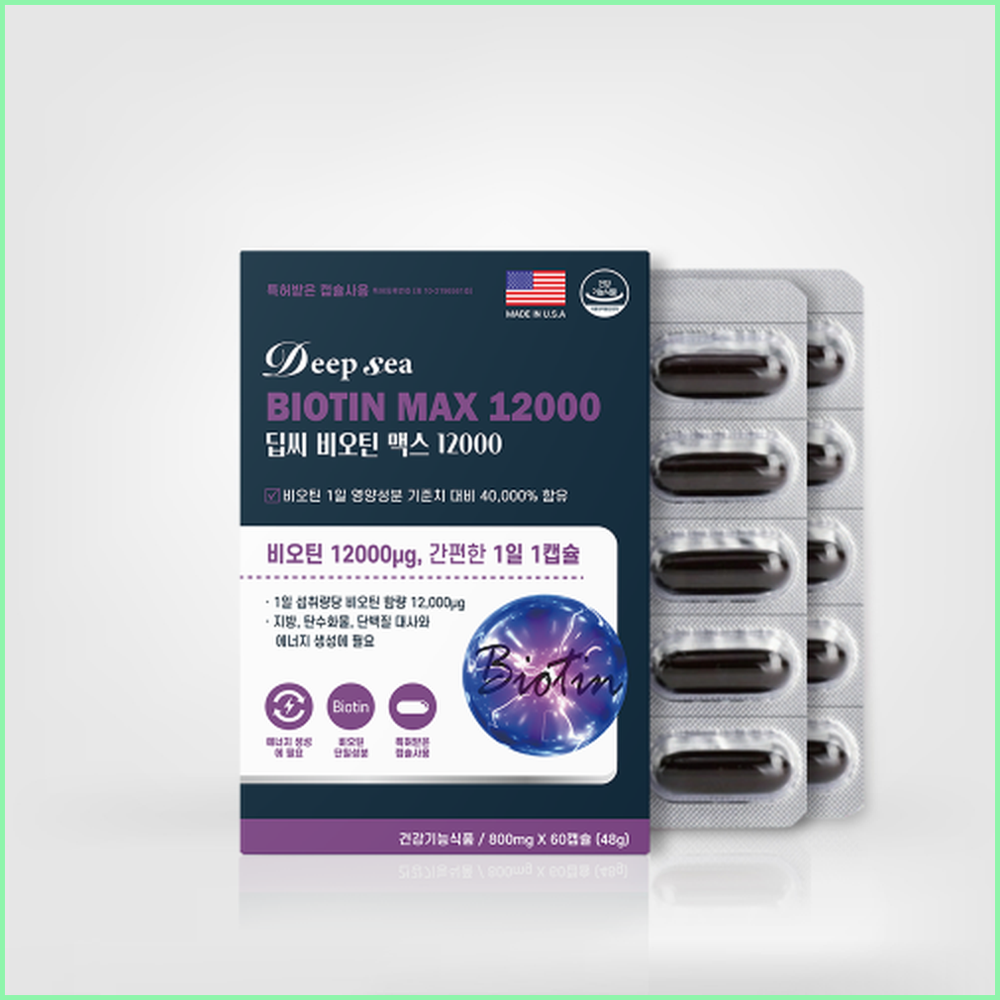 특허받은 캡슐사용
MADE IN U.S.A
건강
기능식품
Deep sea
BIOTIN MAX 12000
딥씨 비오틴 맥스 12000
비오틴 1일 영양성분 기준치 대비 40,000% 함유
비오틴 12000µg, 간편한 1일 1캡슐
· 1일 섭취량당 비오틴 함량 12,000µg
· 지방, 탄수화물, 단백질 대사와
에너지 생성에 필요
Biotin
Biotin
에너지 생성
에 필요
비오틴
단일성분
특허받은
캡슐사용
건강기능식품 / 800mg X 60캡슐 (48g)